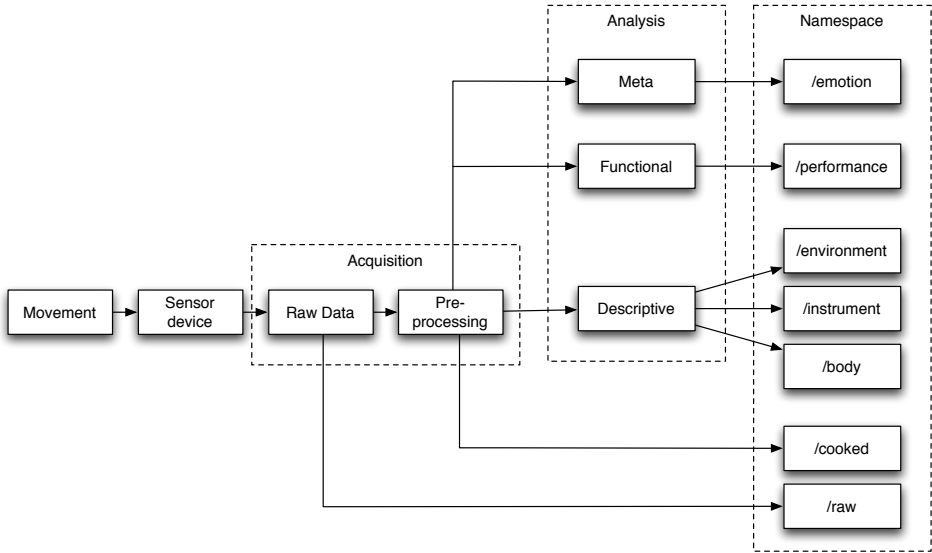 Analysis
Namespace
Meta
/emotion
Functional
/performance
Acquisition
/environment
Movement
Sensor
device
Raw Data
Pre-
processing
Descriptive
/instrument
/body
/cooked
/raw